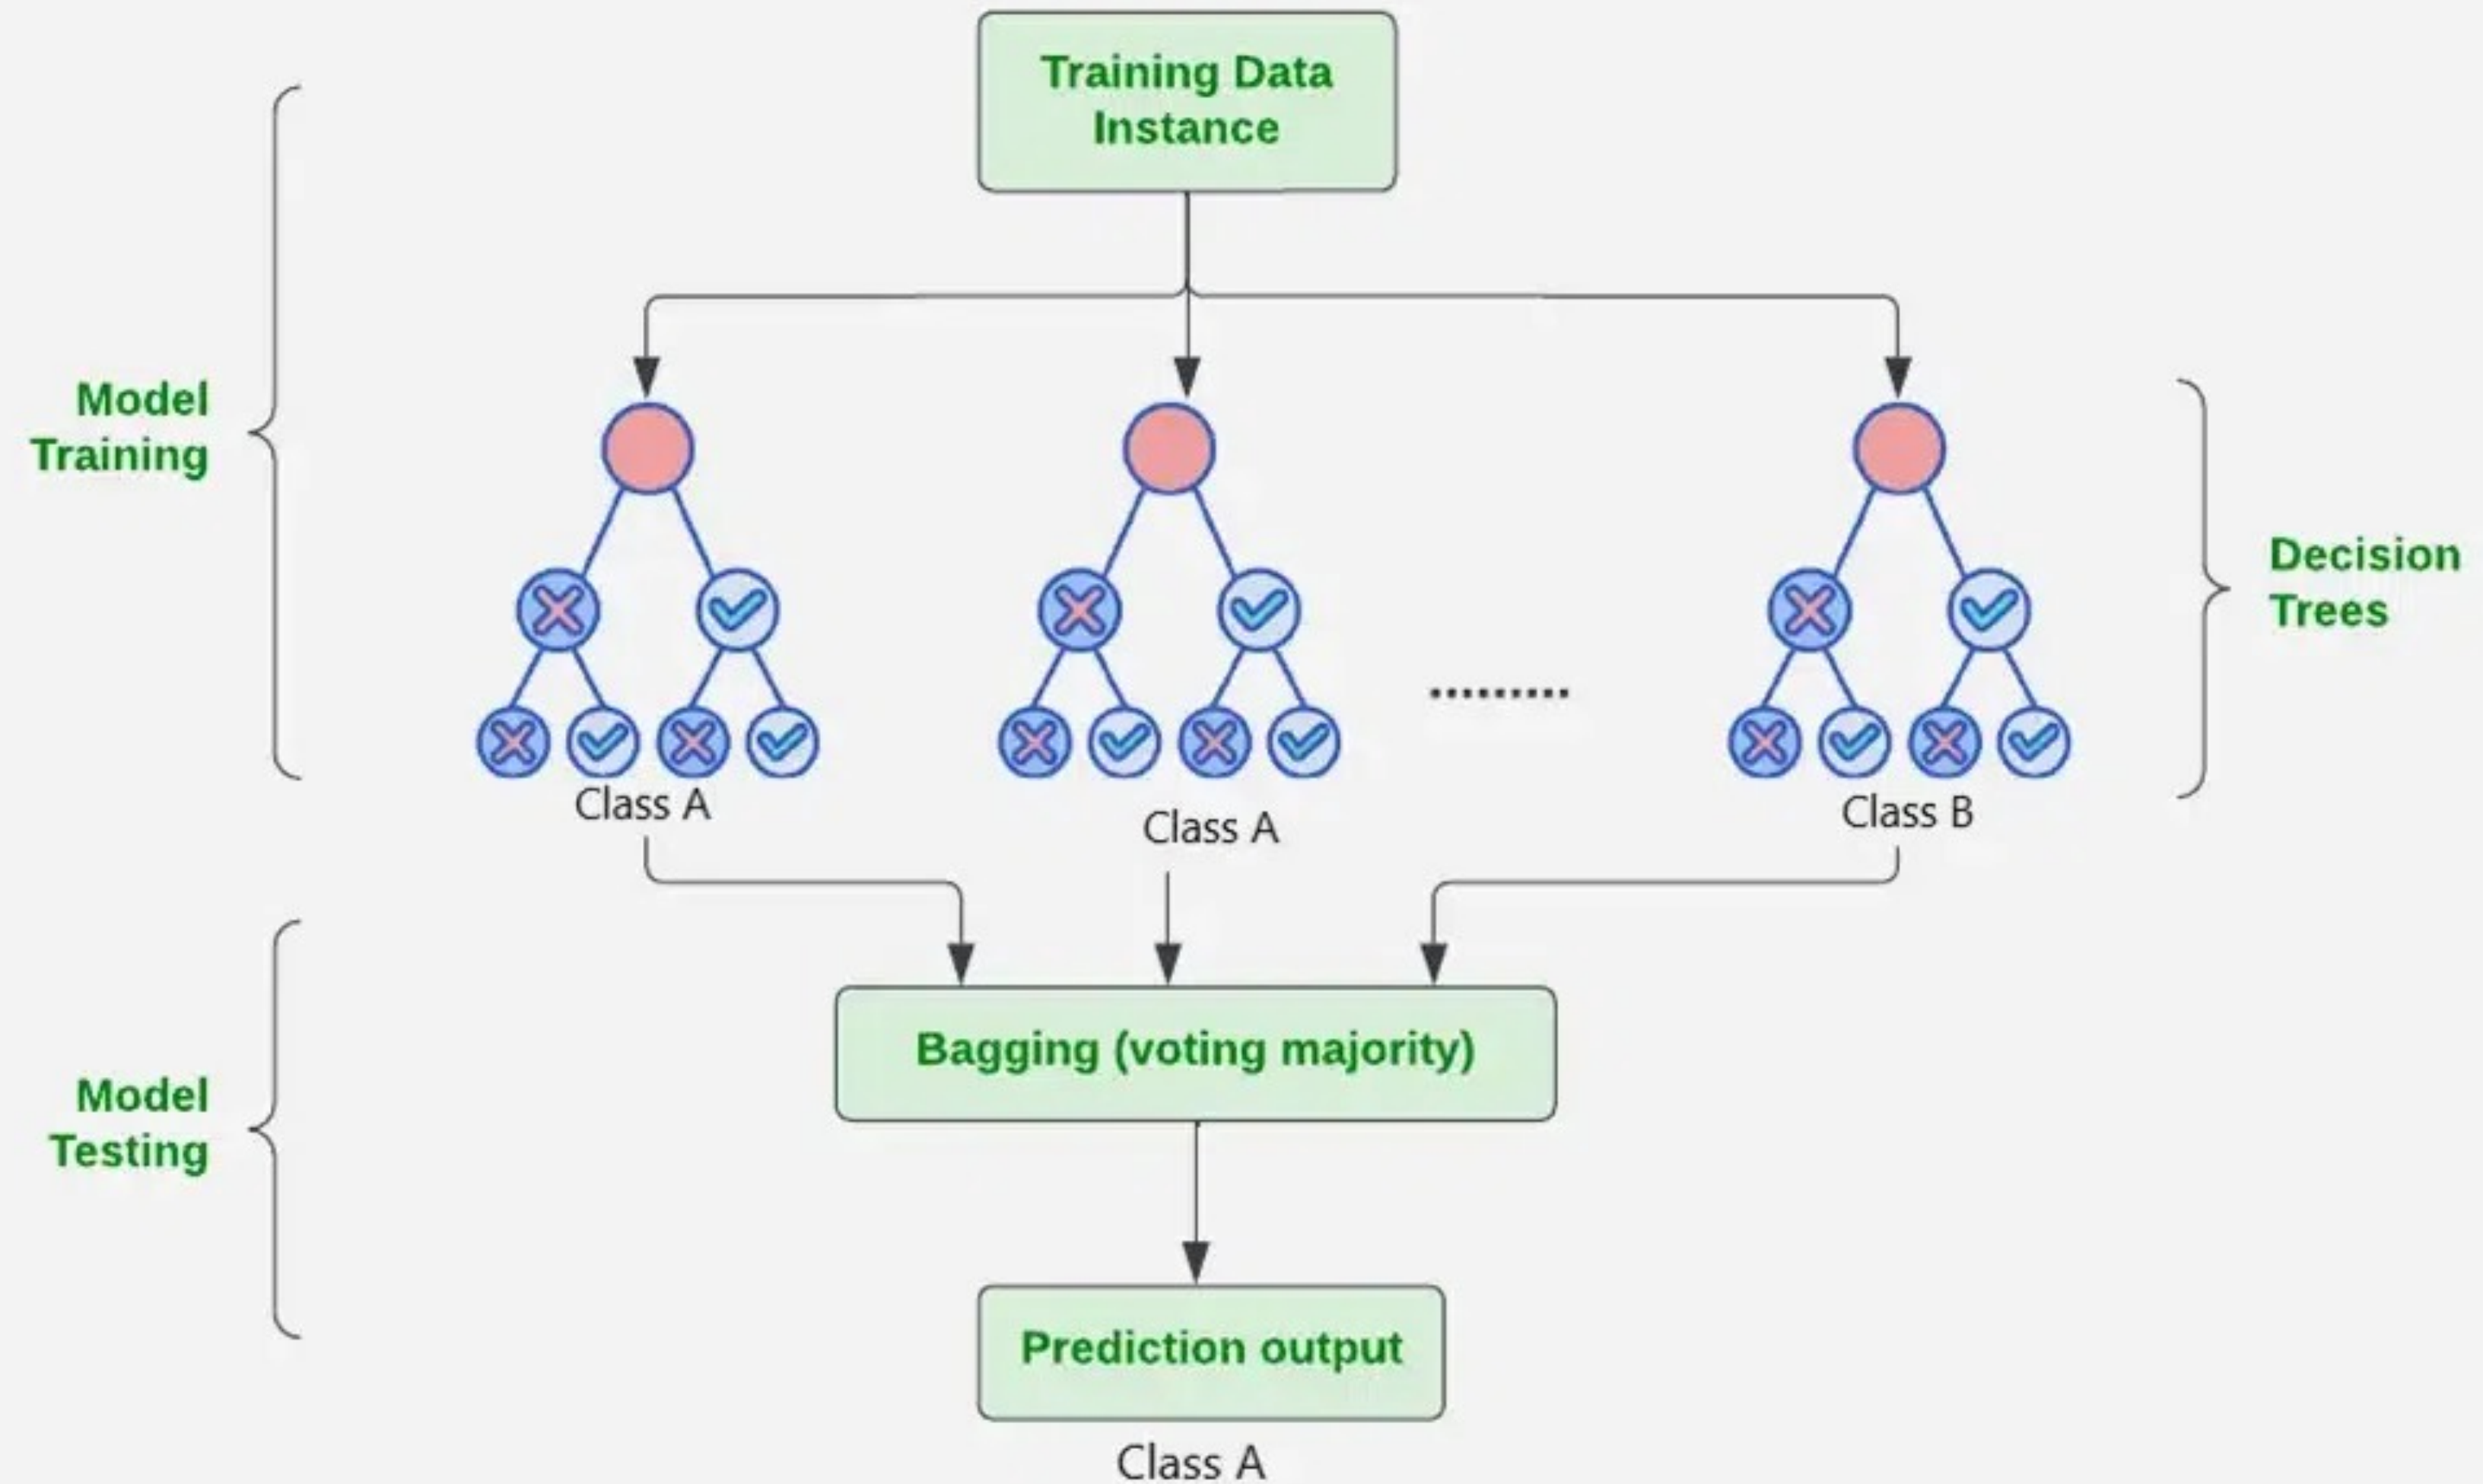 Training Data
Instance
Model
Training
Decision
Trees
Class A
Class A
.........
Class B
Bagging (voting majority)
Model
Testing
Prediction output
Class A